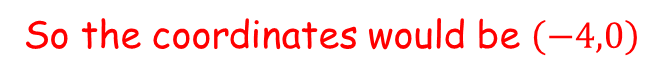 So the coordinates would be (−4,0)